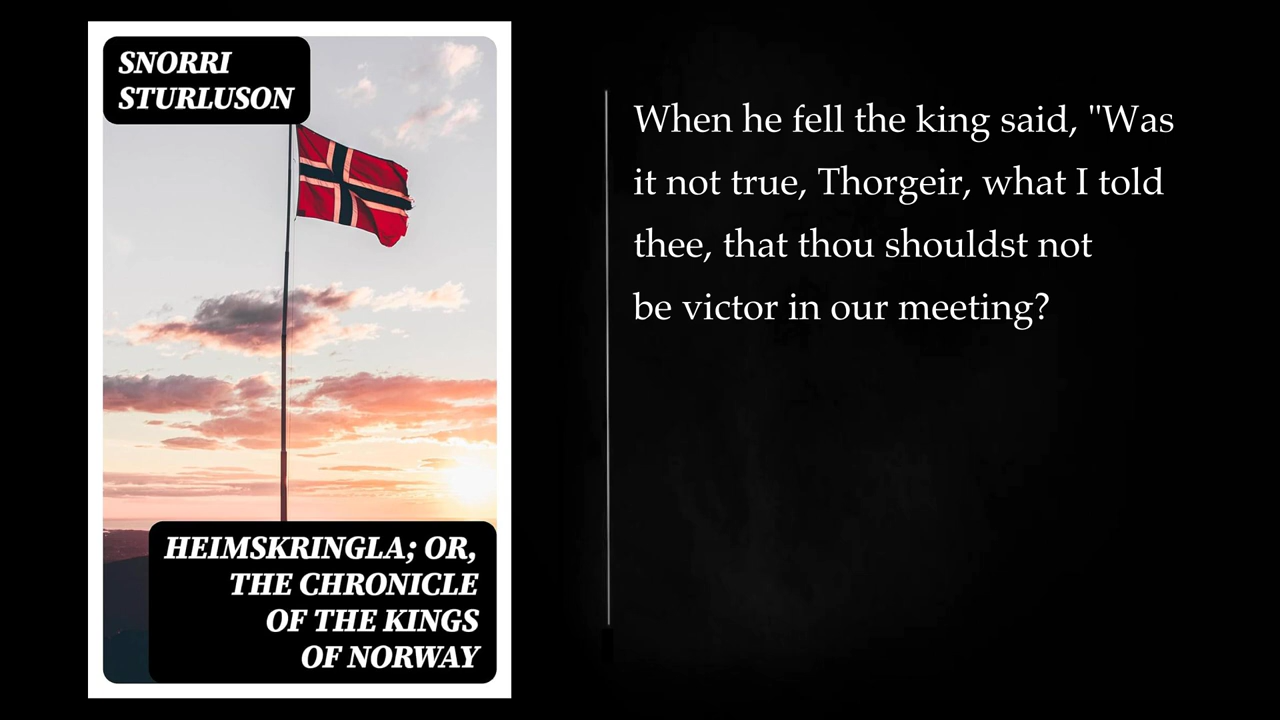 SNORRI
STURLUSON
HEIMSKRINGLA; OR,
THE CHRONICLE
OF THE KINGS
OF NORWAY
When he fell the king said, "Was
it not true, Thorgeir, what I told
thee, that thou shouldst not
be victor in our meeting?